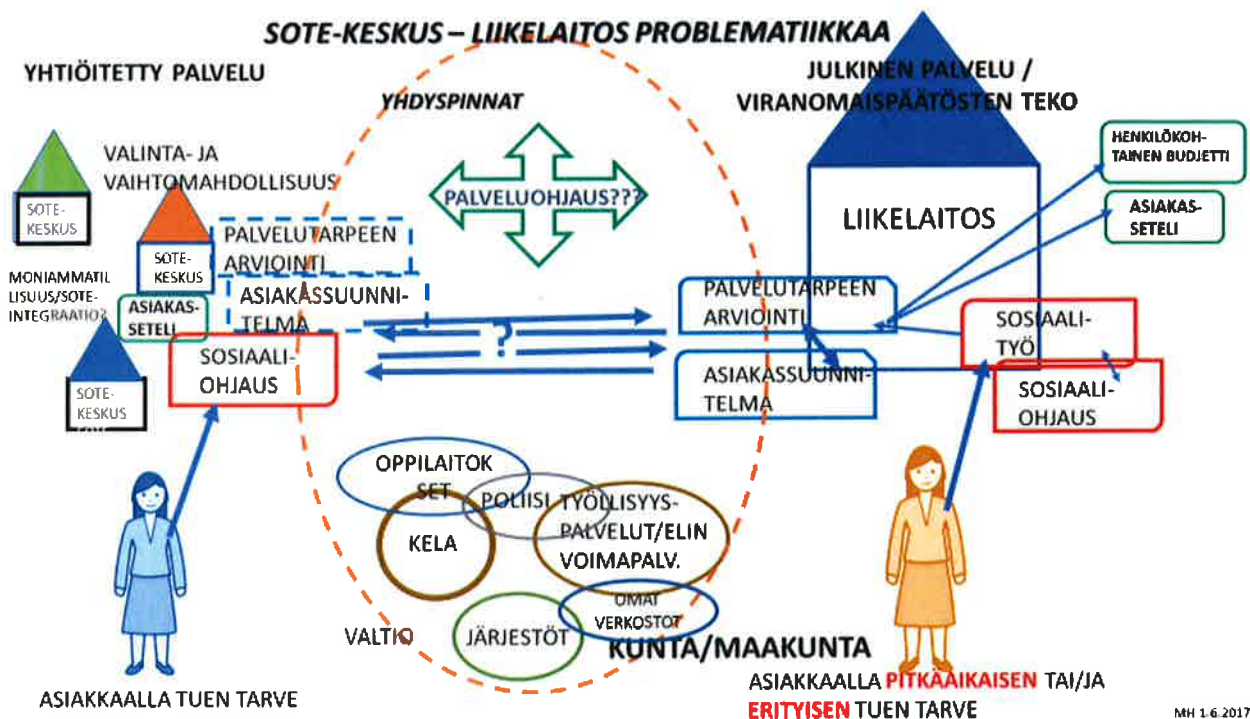 SOTE-KESKUS – LIIKELAITOS PROBLEMATIIKKAA
YHTIÖITETTY PALVELU
YHDYSPINNAT
JULKINEN PALVELU /
VIRANOMAISPÄÄTÖSTEN TEKO
VALINTA- JA
VAIHTOMAHDOLLISUUS
SOTE-
KESKUS
SOTE-
KESKUS
PALVELUTARPEEN
ARVIOINTI
MONIAMMATIL
LISUUS/SOTE-
INTEGRAATIO?
ASIAKAS-
SETELI
ASIAKASSUUNNI-
TELMA
SOSIAALI-
OHJAUS
SOTE-
KESKUS
PALVELUOHJAUS???
?
LIIKELAITOS
HENKILÖKOH-
TAINEN BUDJETTI
ASIAKAS-
SETELI
PALVELUTARPEEN
ARVIOINTI
ASIAKASSUUNNI-
TELMA
SOSIAALI-
TYÖ
SOSIAALI-
OHJAUS
OPPILAITOK
SET
POLIISI
KELA
TYÖLLISYYS-
PALVELUT/ELIN
VOIMAPALV.
OMAT
VERKOSTOT
JÄRJESTÖT
VALTIO
KUNTA/MAAKUNTA
ASIAKKAALLA TUEN TARVE
ASIAKKAALLA PITKÄAIKAISEN TAI/JA
ERITYISEN TUEN TARVE
MH 1.6.2017